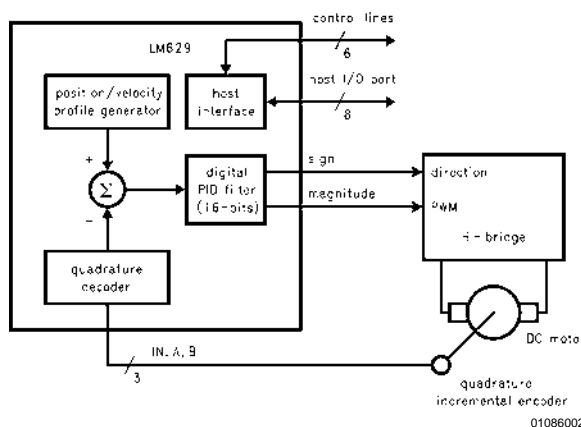 control lines
LM629
6
host I/O port
8
position/velocity
profile generator
host
interface
+
Σ
−
digital
PID filter
(16-bits)
sign
magnitude
direction
PWM
H-bridge
quadrature
decoder
IN, A, B
3
DC moto
quadrature
incremental encoder
01086002